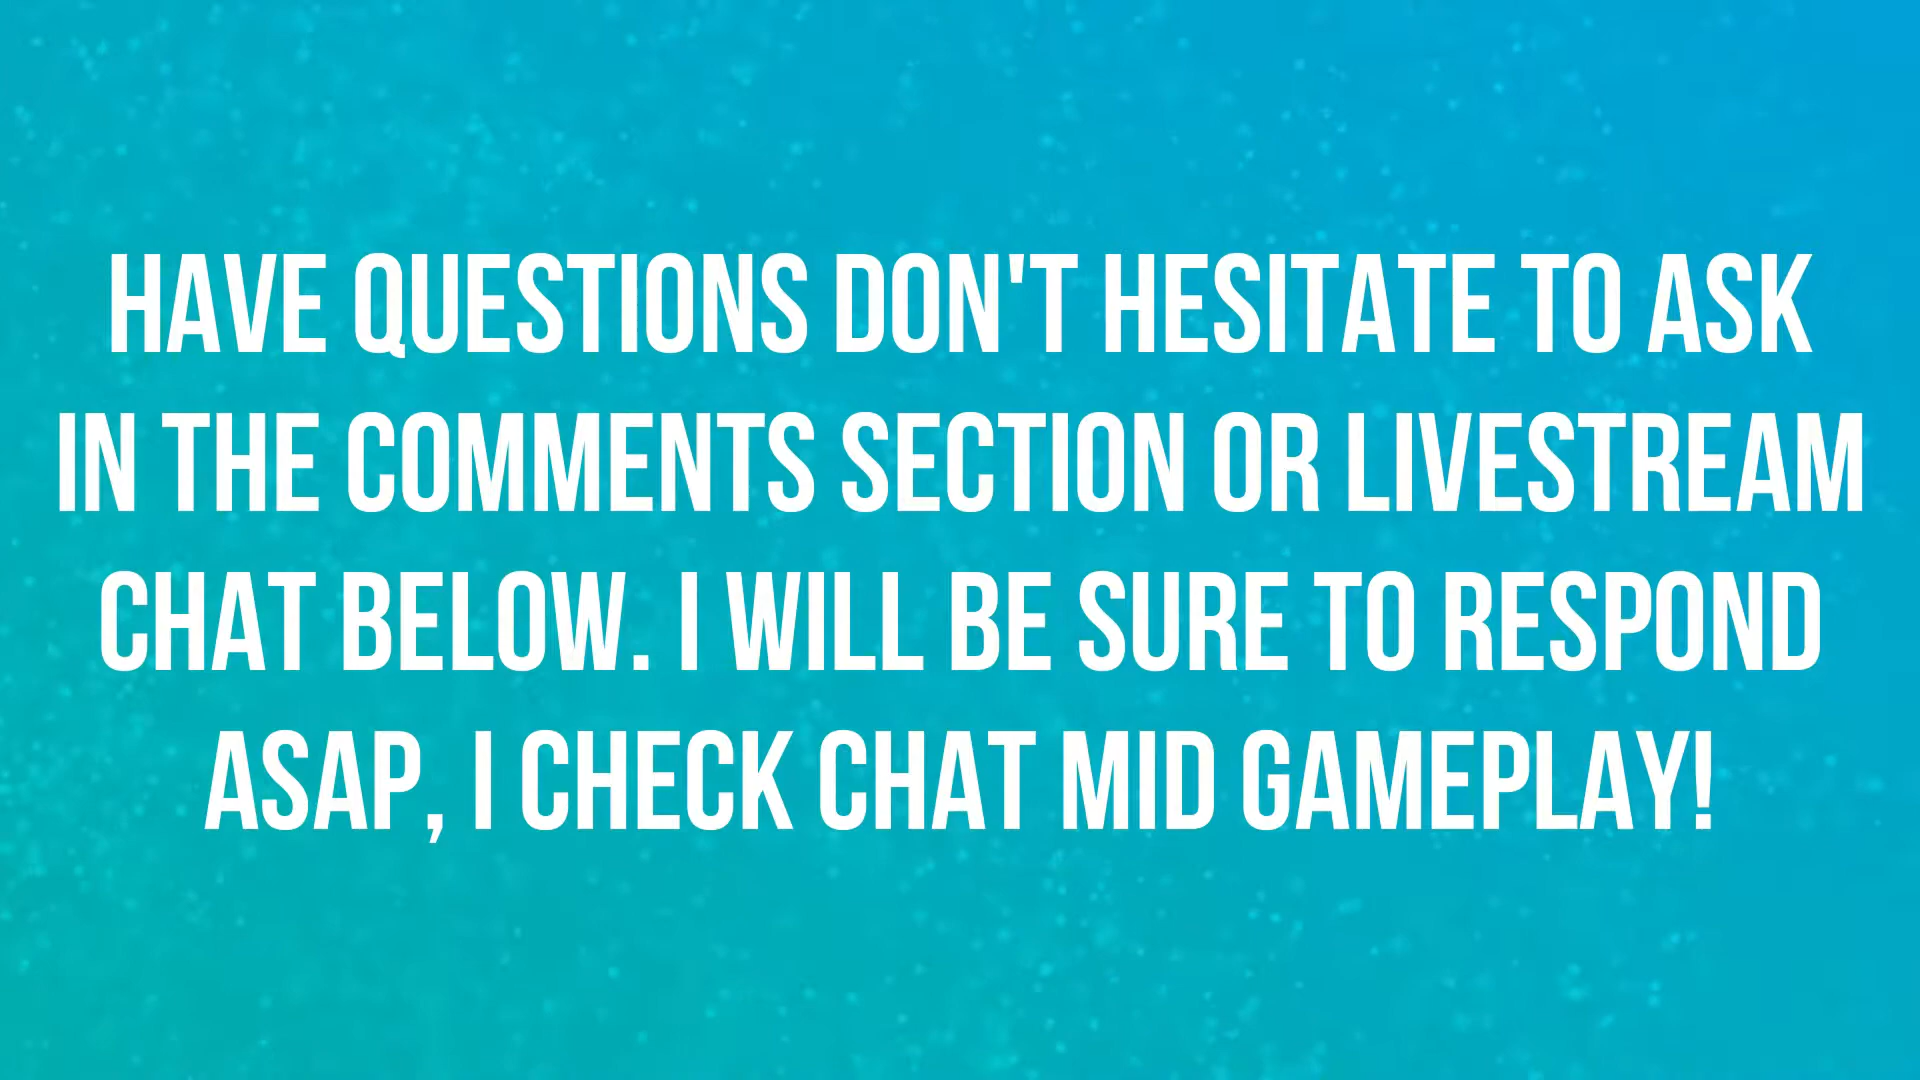 HAVE QUESTIONS DON'T HESITATE TO ASK
IN THE COMMENTS SECTION OR LIVESTREAM
CHAT BELOW. I WILL BE SURE TO RESPOND
ASAP, I CHECK CHAT MID GAMEPLAY!